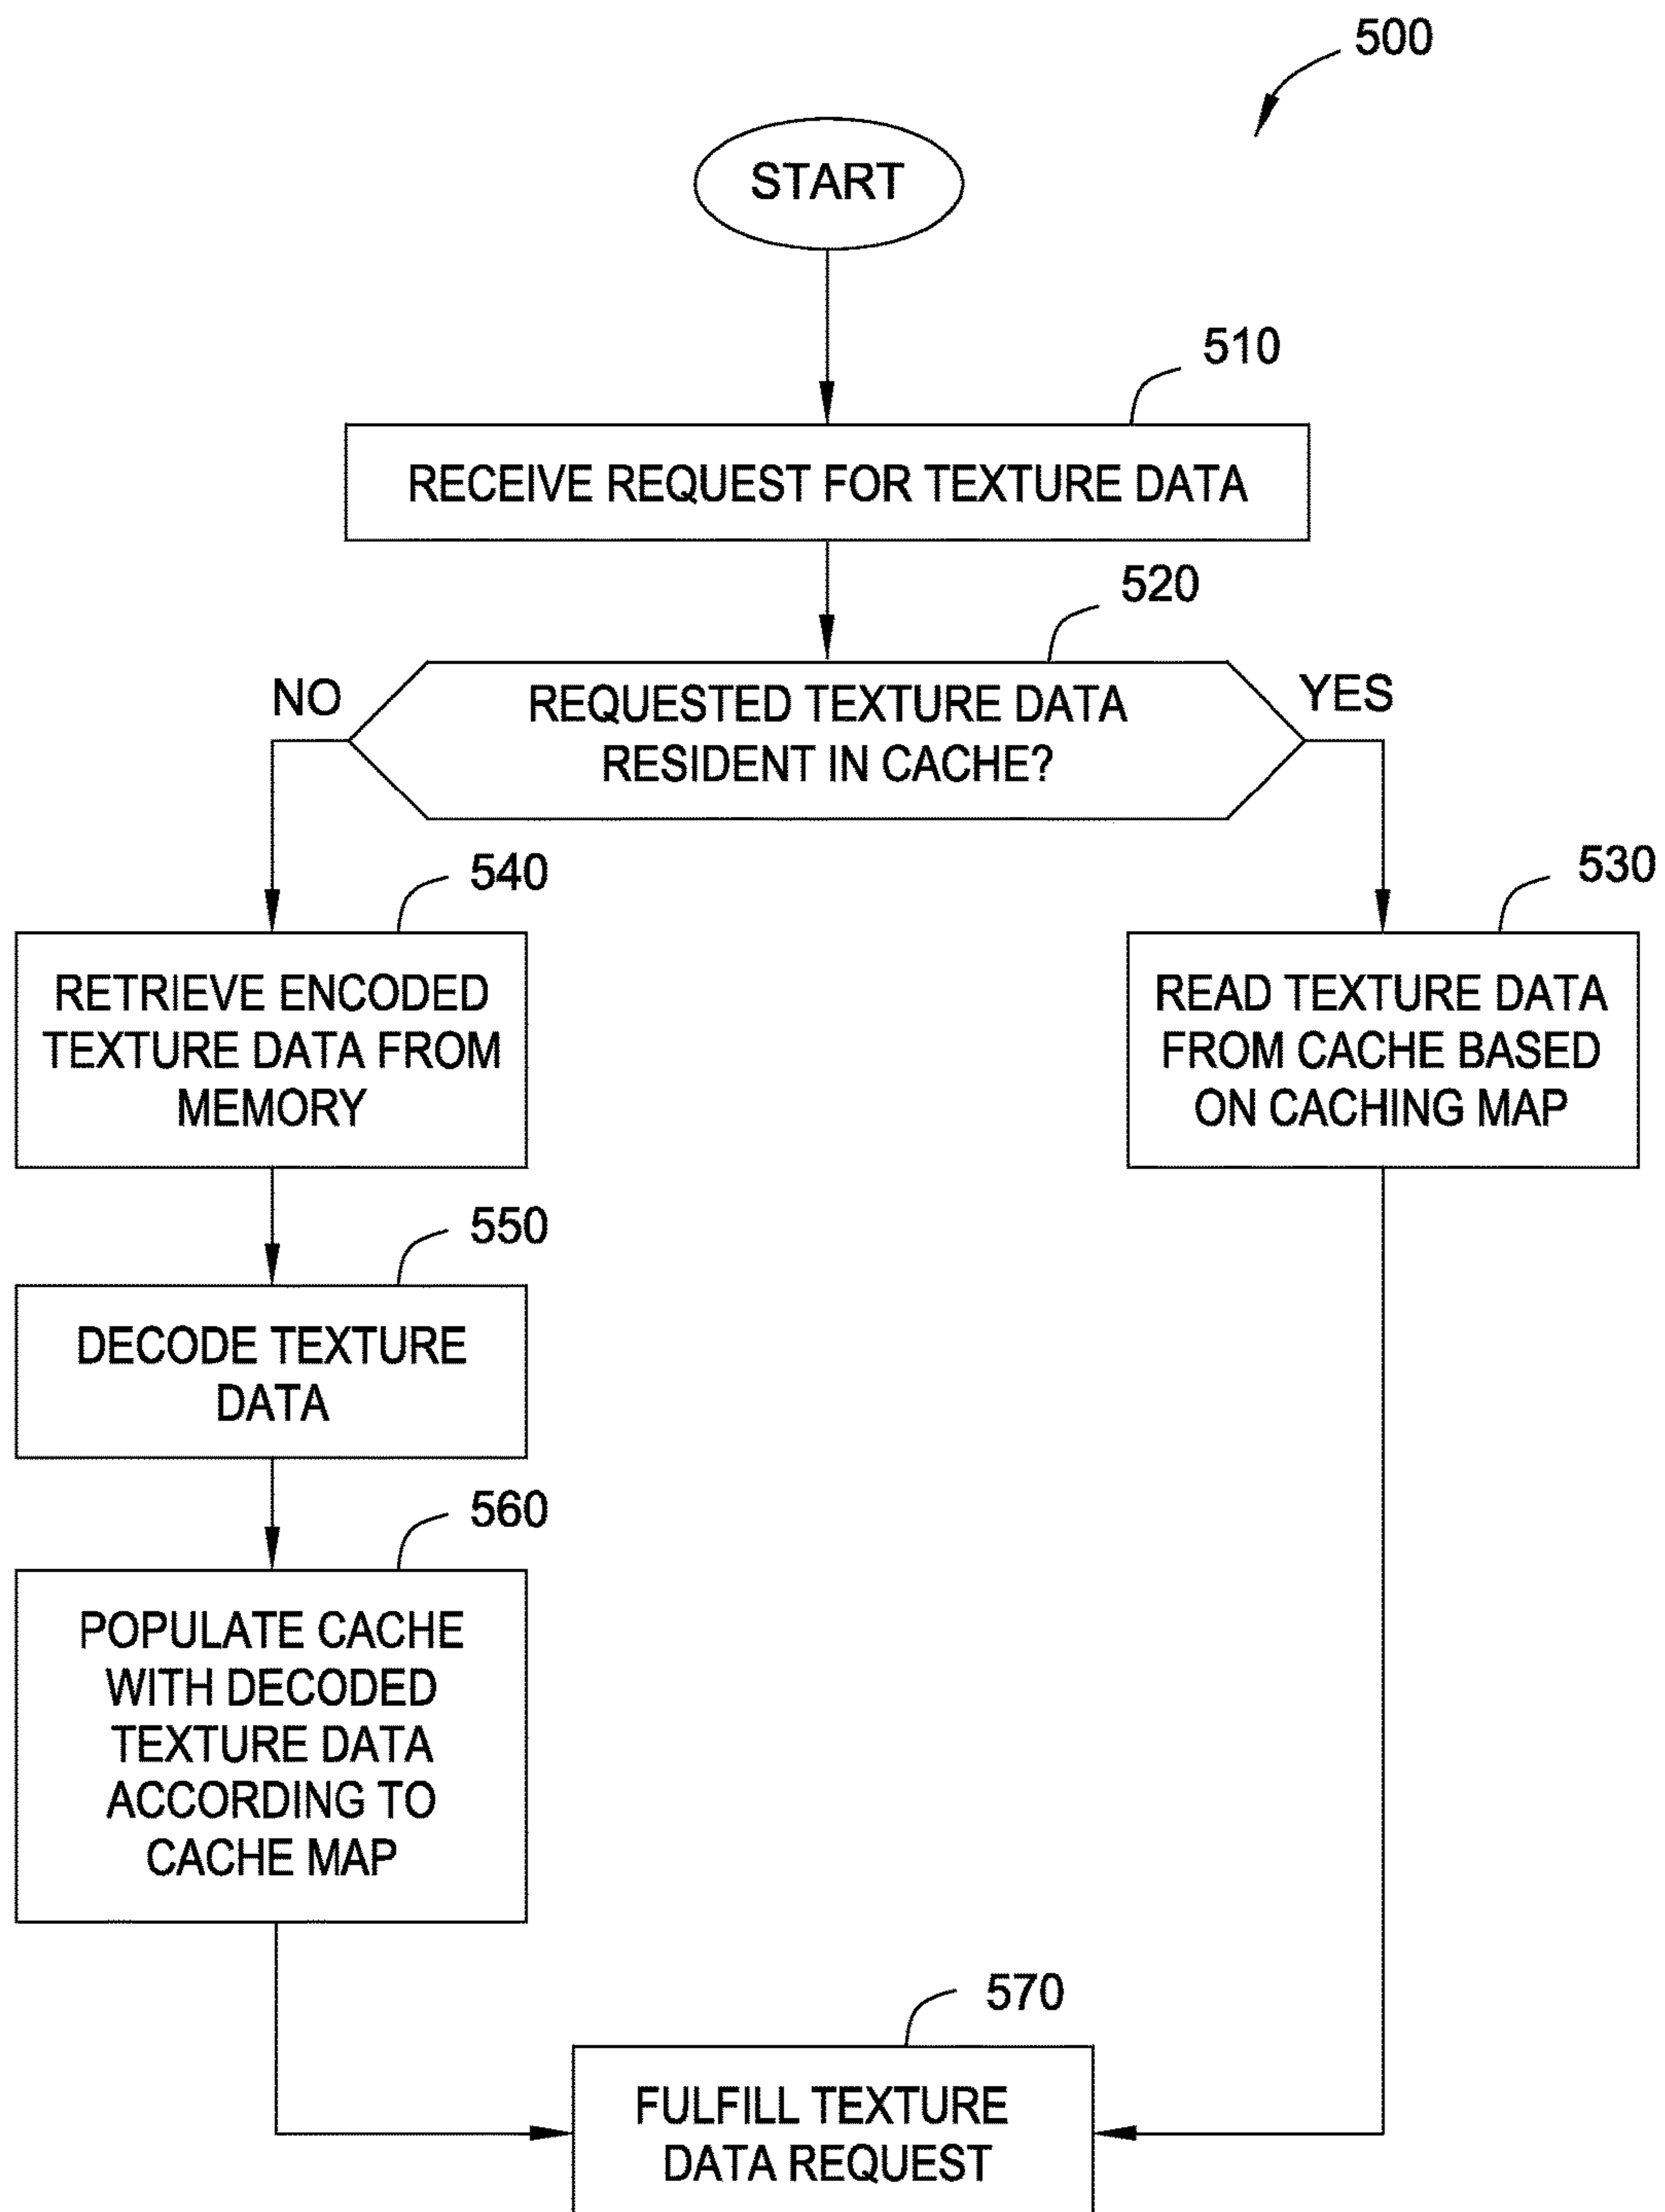 500
START
510
RECEIVE REQUEST FOR TEXTURE DATA
520
NO
REQUESTED TEXTURE DATA
RESIDENT IN CACHE?
YES
540
530
RETRIEVE ENCODED
TEXTURE DATA FROM
MEMORY
READ TEXTURE DATA
FROM CACHE BASED
ON CACHING MAP
550
DECODE TEXTURE
DATA
560
POPULATE CACHE
WITH DECODED
TEXTURE DATA
ACCORDING TO
CACHE MAP
570
FULFILL TEXTURE
DATA REQUEST